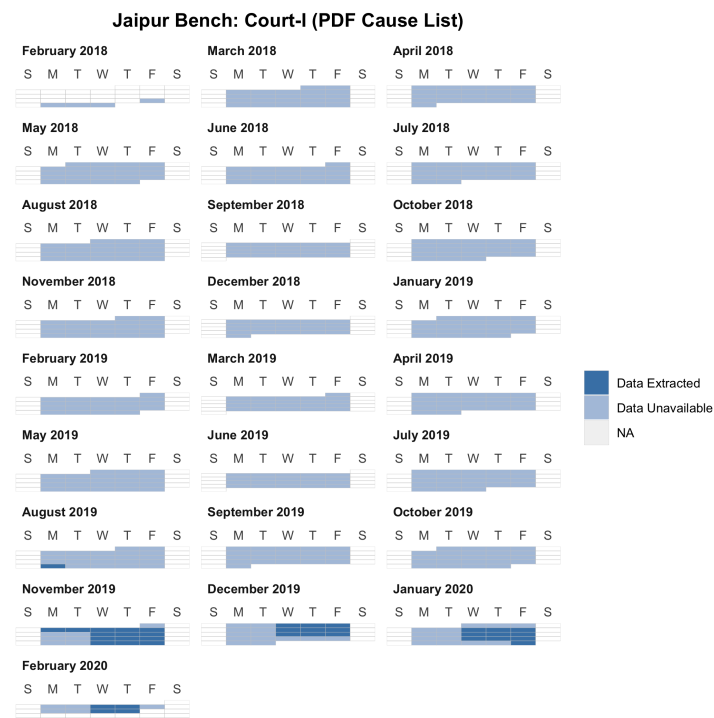 Jaipur Bench: Court-I (PDF Cause List)
February 2018 March 2018 April 2018
S M T W T F S S M T W T F S S M T W T F S
May 2018 June 2018 July 2018
S M T W T F S S M T W T F S S M T W T F S
August 2018 September 2018 October 2018
S M T W T F S S M T W T F S S M T W T F S
November 2018 December 2018 January 2019
S M T W T F S S M T W T F S S M T W T F S
February 2019 March 2019 April 2019
S M T W T F S S M T W T F S S M T W T F S
Data Extracted
Data Unavailable
NA
May 2019 June 2019 July 2019
S M T W T F S S M T W T F S S M T W T F S
August 2019 September 2019 October 2019
S M T W T F S S M T W T F S S M T W T F S
November 2019 December 2019 January 2020
S M T W T F S S M T W T F S S M T W T F S
February 2020
S M T W T F S